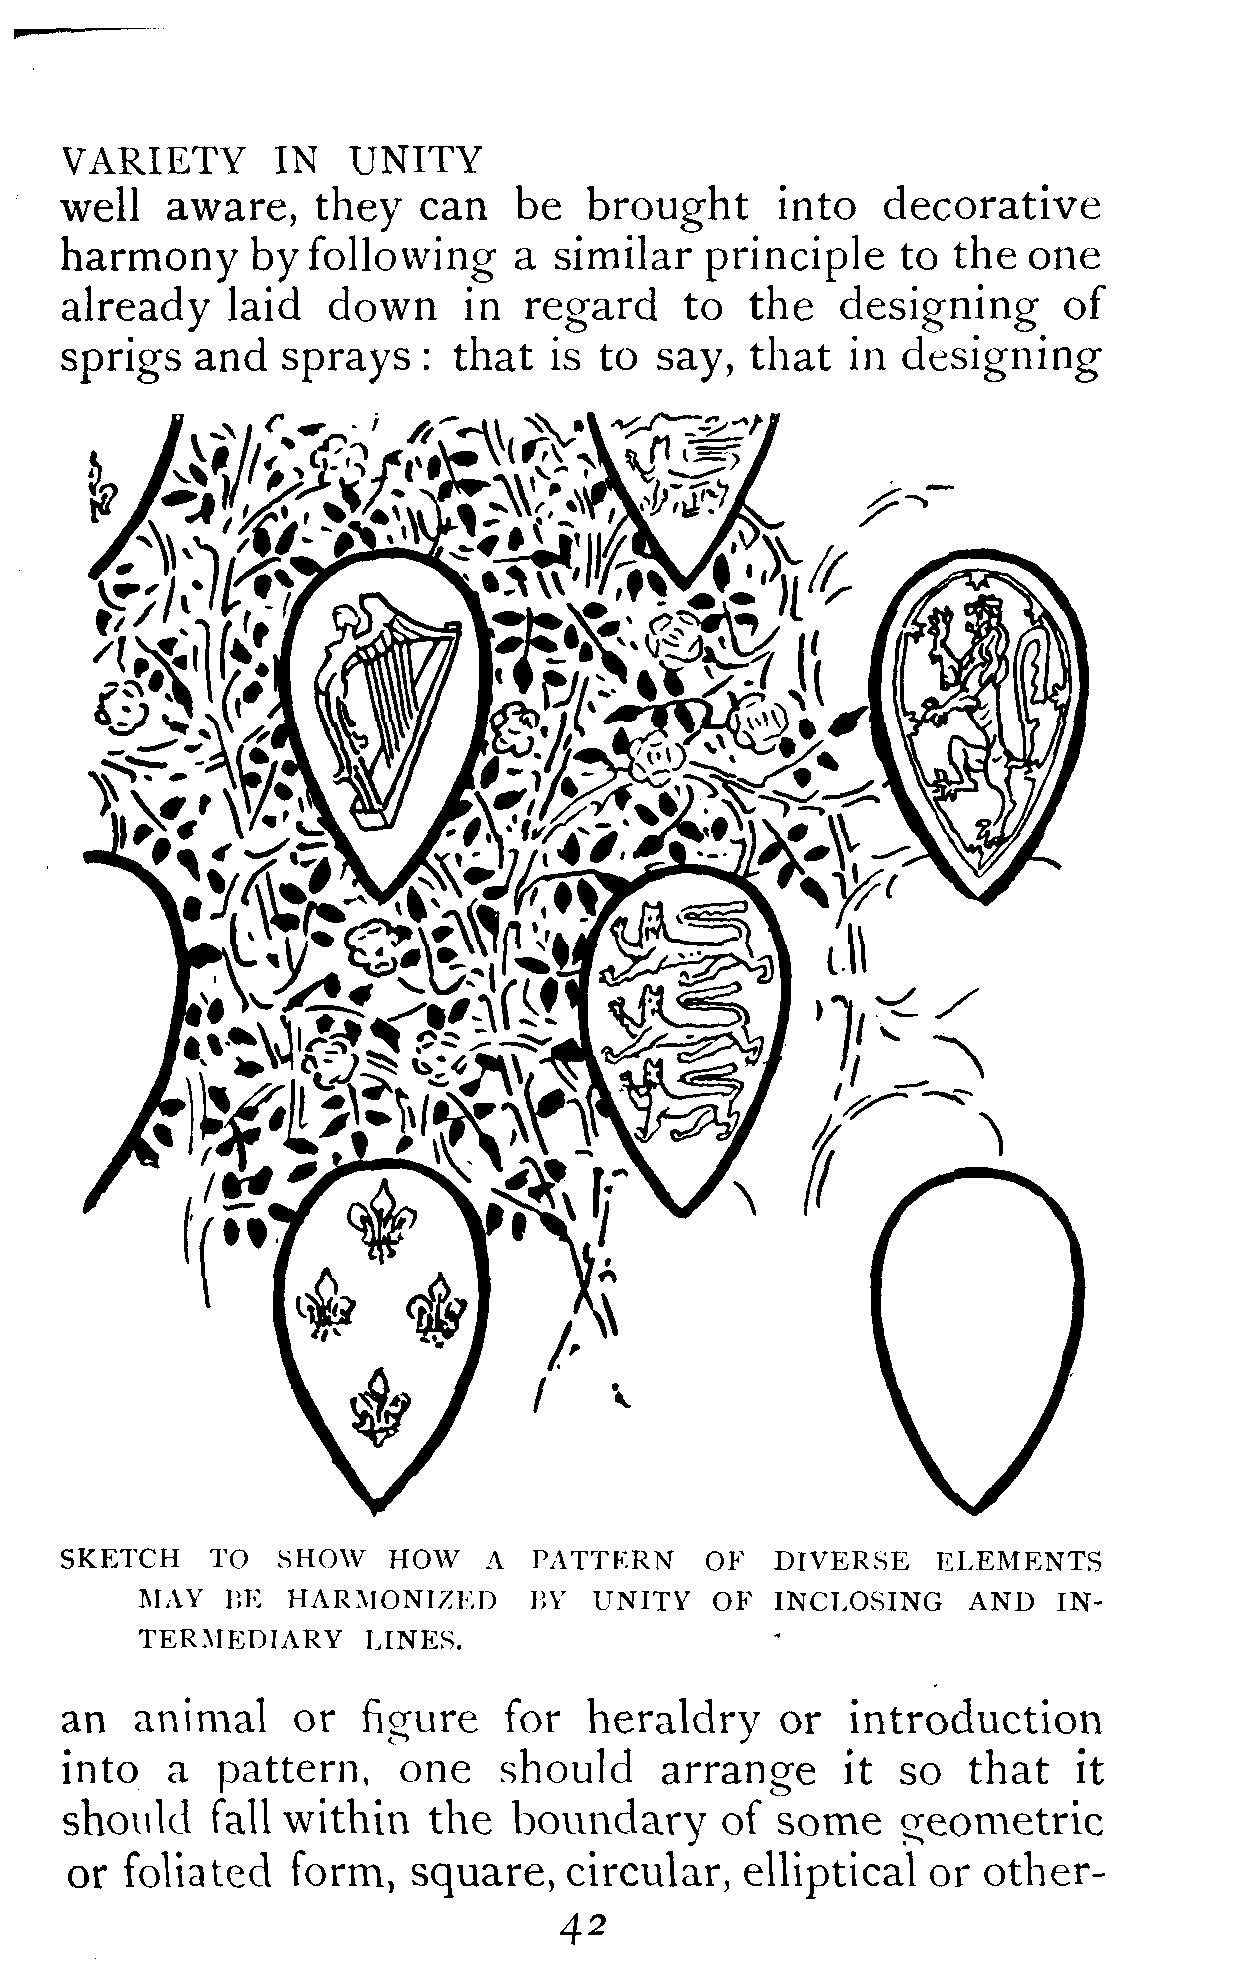 VARIETY IN UNITY
well aware, they can be brought into decorative
harmony by following a similar principle to the one
already laid down in regard to the designing of
sprigs and sprays : that is to say, that in designing
SKETCH TO SHOW HOW A PATTERN OF DIVERSE ELEMENTS
MAY BE HARMONIZED BY UNITY OF INCLOSING AND IN-
TERMEDIARY LINES.
an animal or figure for heraldry or introduction
into a pattern, one should arrange it so that it
should fall within the boundary of some geometric
or foliated form, square, circular, elliptical or other-
42